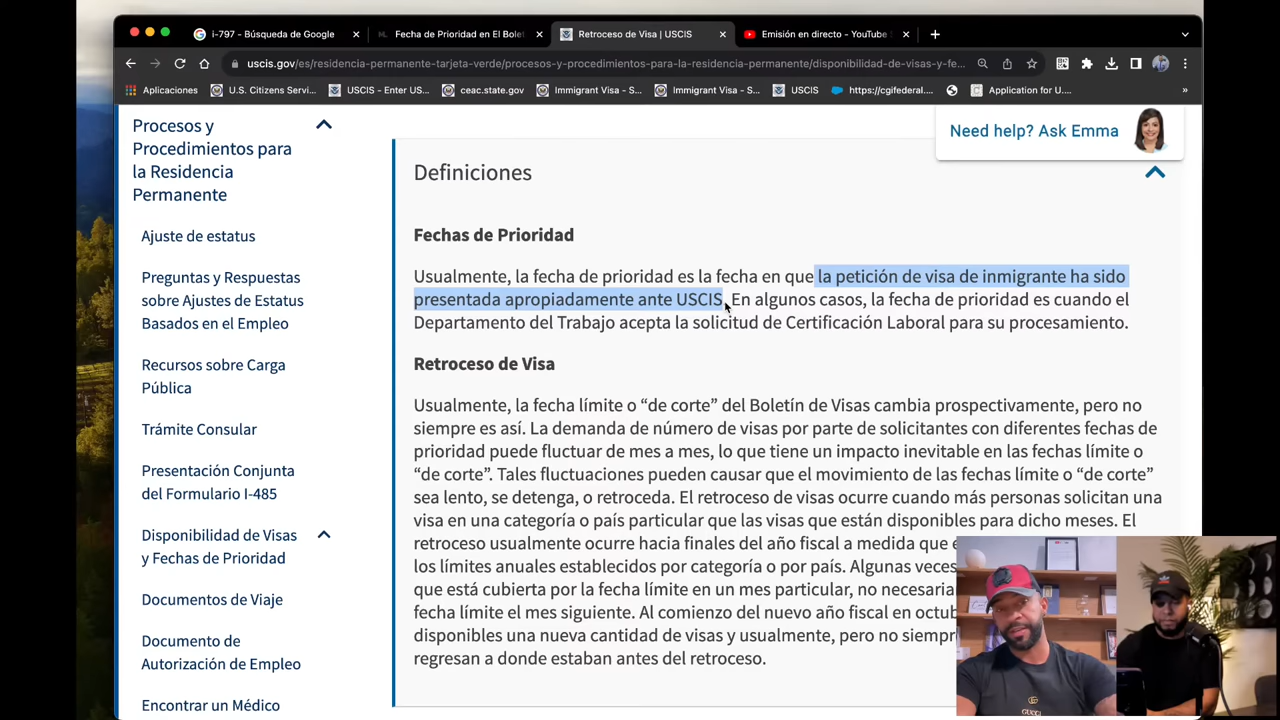 i-797 - Búsqueda de Google
Fecha de Prioridad en El Bolet
Retroceso de Visa | USCIS
Emisión en directo - YouTube
uscis.gov/es/residencia-permanente-tarjeta-verde/procesos-y-procedimientos-para-la-residencia-permanente/disponibilidad-de-visas-y-fe...
Aplicaciones
U.S. Citizens Servi...
USCIS - Enter US...
ceac.state.gov
Immigrant Visa - S...
Immigrant Visa - S...
USCIS
https://cgifederal....
Application for U....
Procesos y
Procedimientos para
la Residencia
Permanente
Ajuste de estatus
Preguntas y Respuestas
sobre Ajustes de Estatus
Basados en el Empleo
Recursos sobre Carga
Pública
Trámite Consular
Presentación Conjunta
del Formulario I-485
Disponibilidad de Visas
y Fechas de Prioridad
Documentos de Viaje
Documento de
Autorización de Empleo
Encontrar un Médico
Need help? Ask Emma
Definiciones
Fechas de Prioridad
Usualmente, la fecha de prioridad es la fecha en que la petición de visa de inmigrante ha sido
presentada apropiadamente ante USCIS. En algunos casos, la fecha de prioridad es cuando el
Departamento del Trabajo acepta la solicitud de Certificación Laboral para su procesamiento.
Retroceso de Visa
Usualmente, la fecha límite o “de corte” del Boletín de Visas cambia prospectivamente, pero no
siempre es así. La demanda de número de visas por parte de solicitantes con diferentes fechas de
prioridad puede fluctuar de mes a mes, lo que tiene un impacto inevitable en las fechas límite o
“de corte”. Tales fluctuaciones pueden causar que el movimiento de las fechas límite o “de corte”
sea lento, se detenga, o retroceda. El retroceso de visas ocurre cuando más personas solicitan una
visa en una categoría o país particular que las visas que están disponibles para dicho meses. El
retroceso usualmente ocurre hacia finales del año fiscal a medida que
los límites anuales establecidos por categoría o por país. Algunas veces
que está cubierta por la fecha límite en un mes particular, no necesaria
fecha límite el mes siguiente. Al comienzo del nuevo año fiscal en octub
disponibles una nueva cantidad de visas y usualmente, pero no siempr
regresan a donde estaban antes del retroceso.
GUCCI